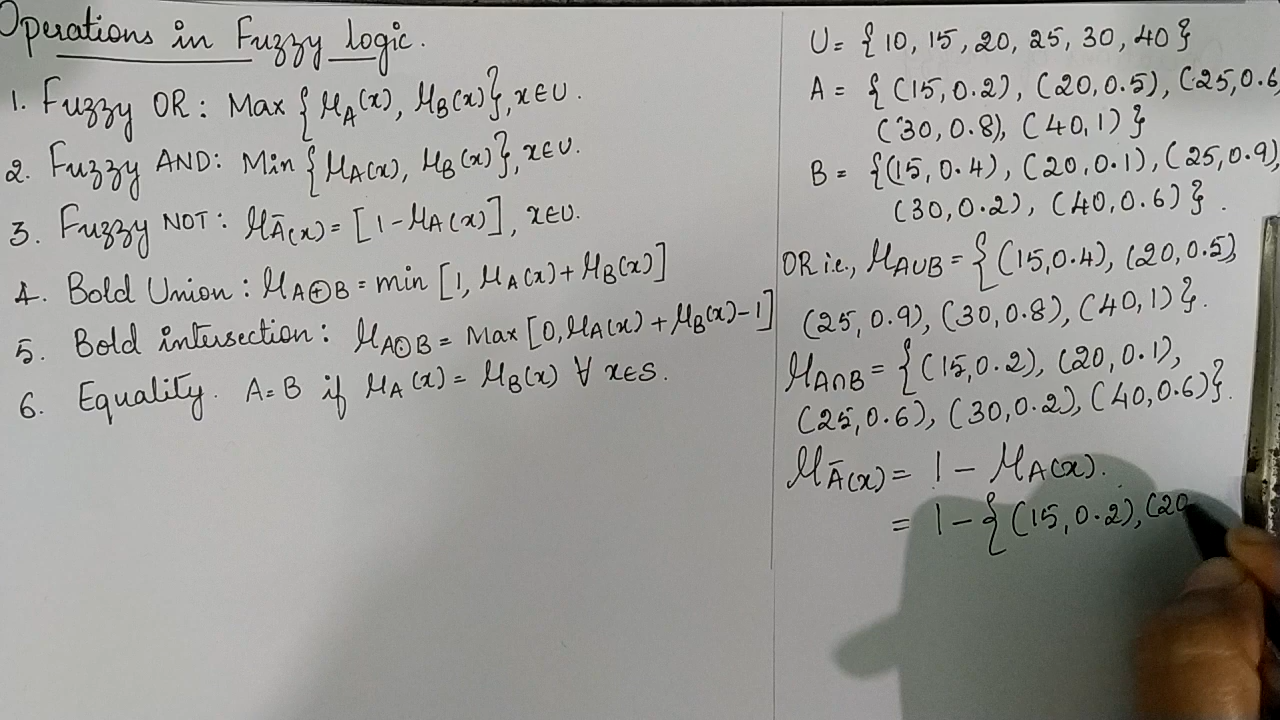 Operations in Fuzzy logic.
1. Fuzzy OR: Max {μA(x), μB(x)}, x∈U.
2. Fuzzy AND: Min {μA(x), μB(x)}, x∈U.
3. Fuzzy NOT: μĀ(x) = [1-μA(x)], x∈U.
4. Bold Union: μA⊕B = min [1, μA(x) + μB(x)]
5. Bold intersection: μA⊙B = Max [0, μA(x) + μB(x)-1]
6. Equality. A=B if μA(x) = μB(x) ∀ x∈S.
U = {10, 15, 20, 25, 30, 40}
A = {(15, 0.2), (20, 0.5), (25, 0.6
(30, 0.8), (40, 1)}
B = {(15, 0.4), (20, 0.1), (25, 0.9),
(30, 0.2), (40, 0.6)}.
OR i.e., μA∪B = {(15, 0.4), (20, 0.5),
(25, 0.9), (30, 0.8), (40, 1)}.
μA∩B = {(15, 0.2), (20, 0.1),
(25, 0.6), (30, 0.2), (40, 0.6)}.
μĀ(x) = 1 - μA(x).
= 1 - {(15, 0.2), (20